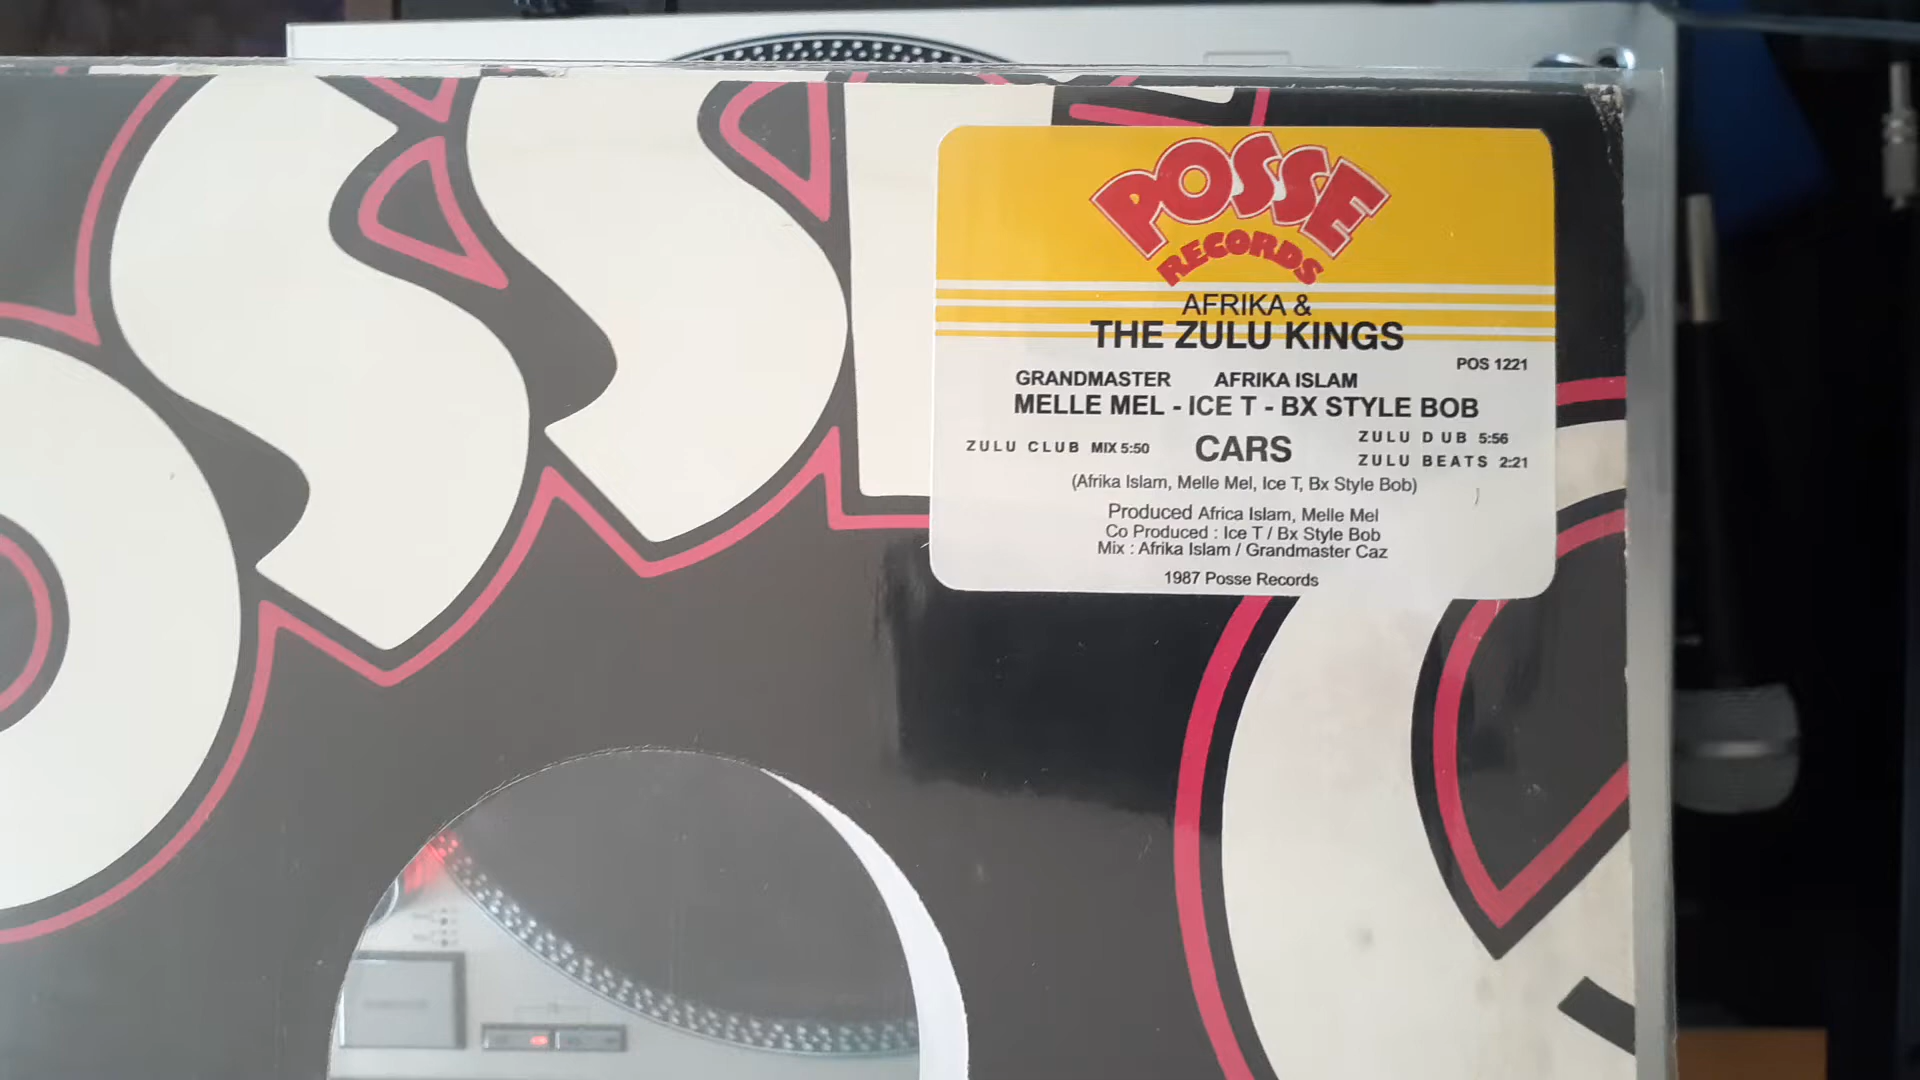 POSSE
RECORDS
AFRIKA &
THE ZULU KINGS
POS 1221
GRANDMASTER AFRIKA ISLAM
MELLE MEL - ICE T - BX STYLE BOB
ZULU CLUB MIX 5:50 CARS ZULU DUB 5:56
ZULU BEATS 2:21
(Afrika Islam, Melle Mel, Ice T, Bx Style Bob)
Produced Africa Islam, Melle Mel
Co Produced : Ice T / Bx Style Bob
Mix : Afrika Islam / Grandmaster Caz
1987 Posse Records